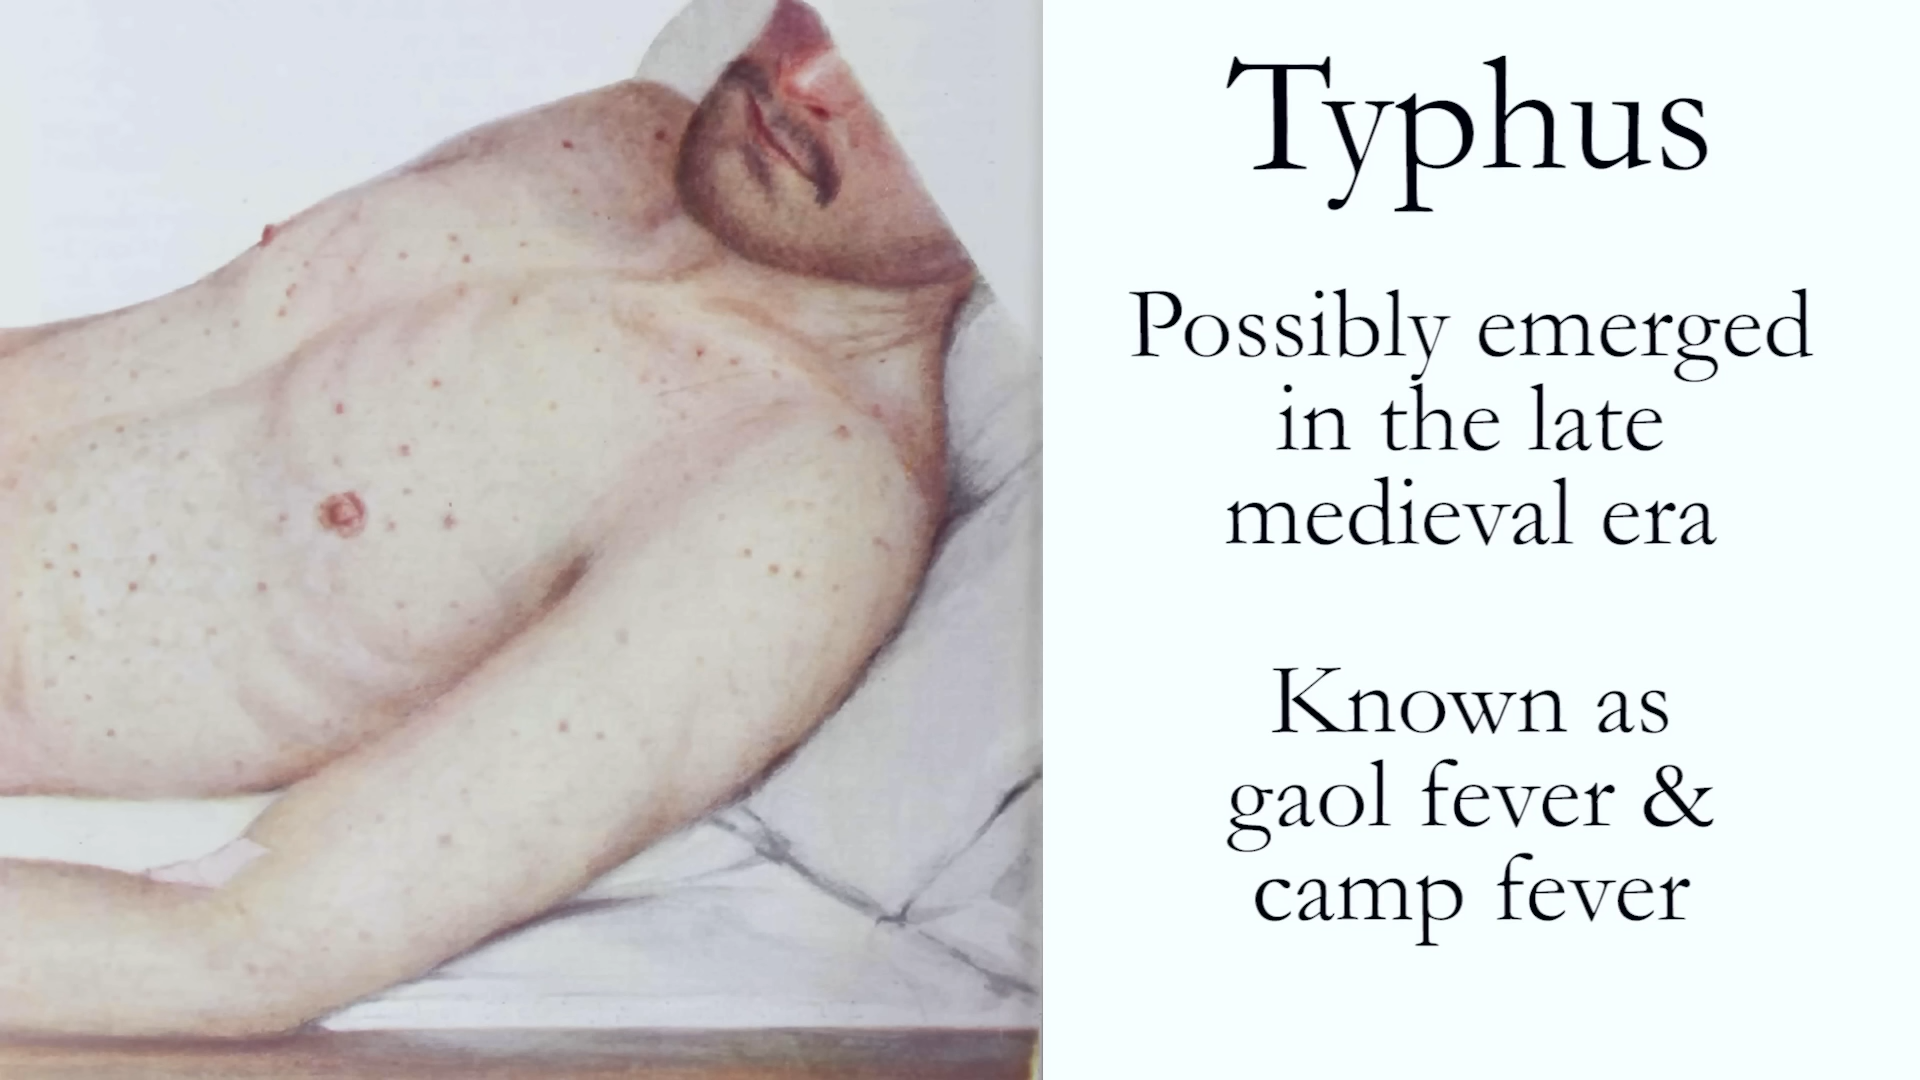 Typhus
Possibly emerged
in the late
medieval era
Known as
gaol fever &
camp fever